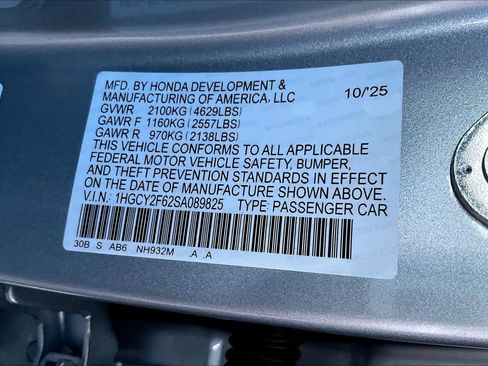 MFD. BY HONDA DEVELOPMENT &
MANUFACTURING OF AMERICA, LLC 10/'25
GVWR 2100KG (4629LBS)
GAWR F 1160KG (2557LBS)
GAWR R 970KG (2138LBS)
THIS VEHICLE CONFORMS TO ALL APPLICABLE
FEDERAL MOTOR VEHICLE SAFETY, BUMPER,
AND THEFT PREVENTION STANDARDS IN EFFECT
ON THE DATE OF MANUFACTURE SHOWN ABOVE.
V.I.N.: 1HGCY2F62SA089825 TYPE: PASSENGER CAR
30B S AB6 NH932M .A .A